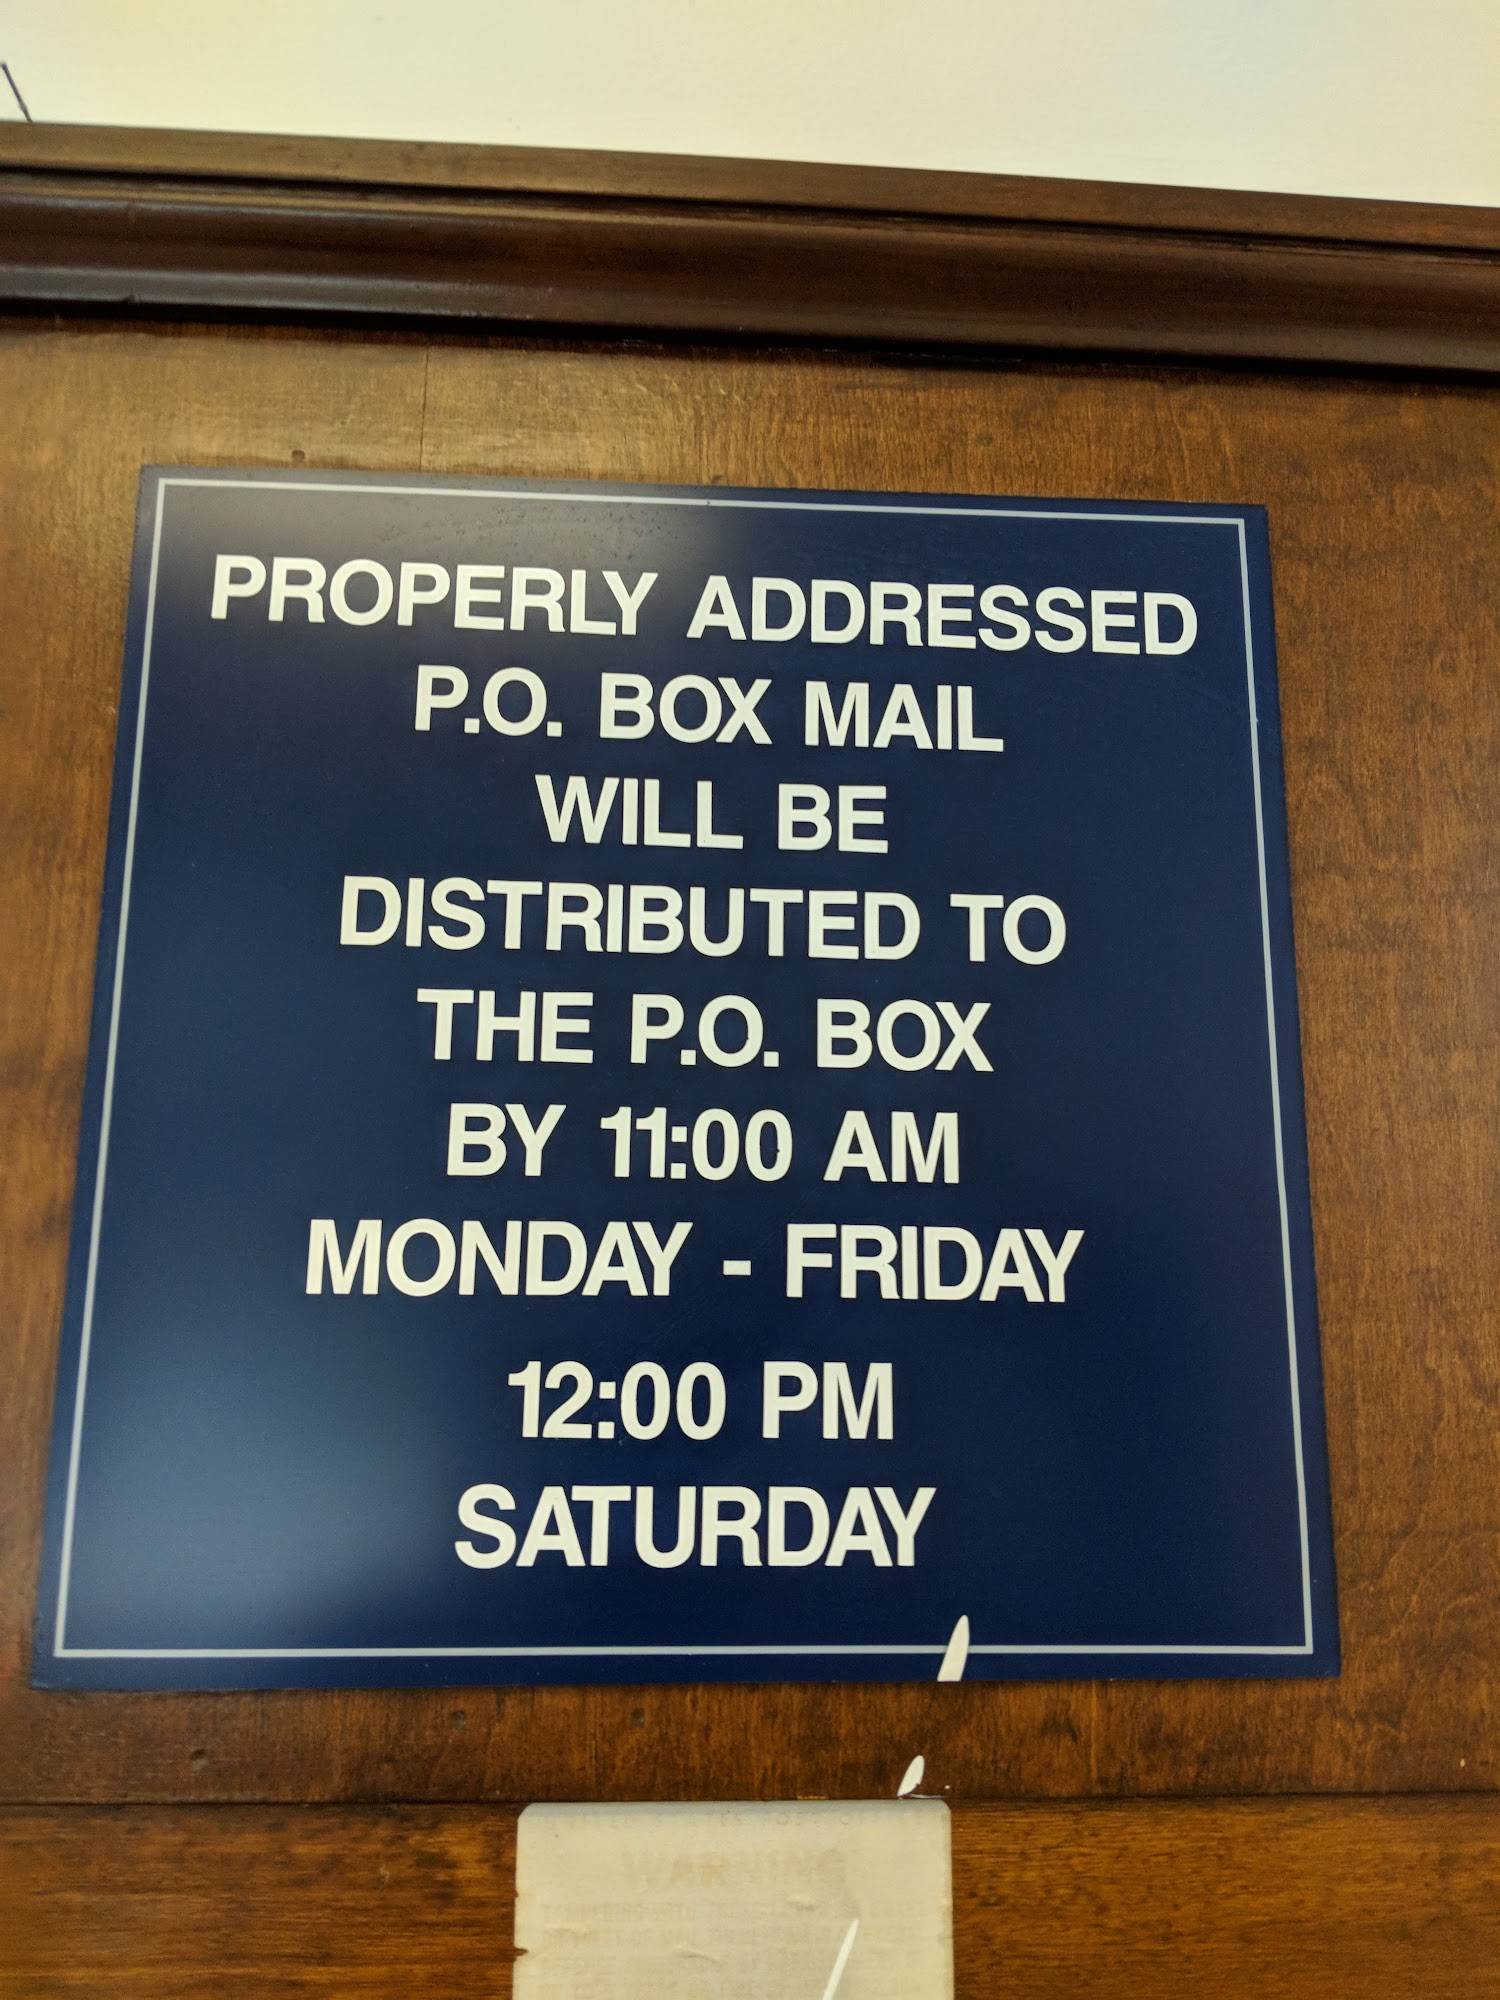 PROPERLY ADDRESSED
P.O. BOX MAIL
WILL BE
DISTRIBUTED TO
THE P.O. BOX
BY 11:00 AM
MONDAY - FRIDAY
12:00 PM
SATURDAY
WARNING